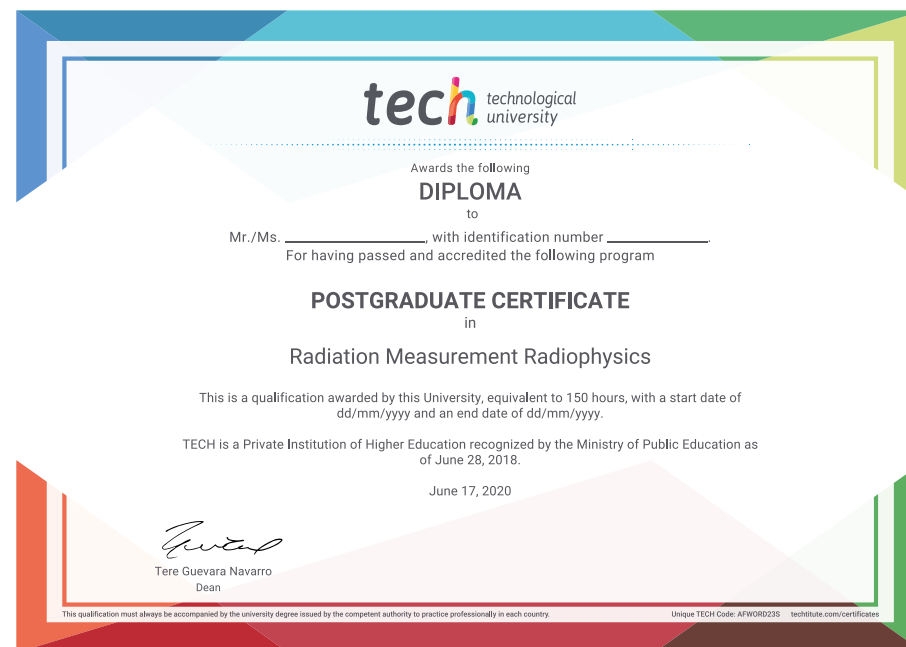 tech technological
university
Awards the following
DIPLOMA
to
Mr./Ms. ____________________, with identification number ______________.
For having passed and accredited the following program
POSTGRADUATE CERTIFICATE
in
Radiation Measurement Radiophysics
This is a qualification awarded by this University, equivalent to 150 hours, with a start date of
dd/mm/yyyy and an end date of dd/mm/yyyy.
TECH is a Private Institution of Higher Education recognized by the Ministry of Public Education as
of June 28, 2018.
June 17, 2020
Tere Guevara Navarro
Dean
This qualification must always be accompanied by the university degree issued by the competent authority to practice professionally in each country. Unique TECH Code: AFWORD23S techtitute.com/certificates